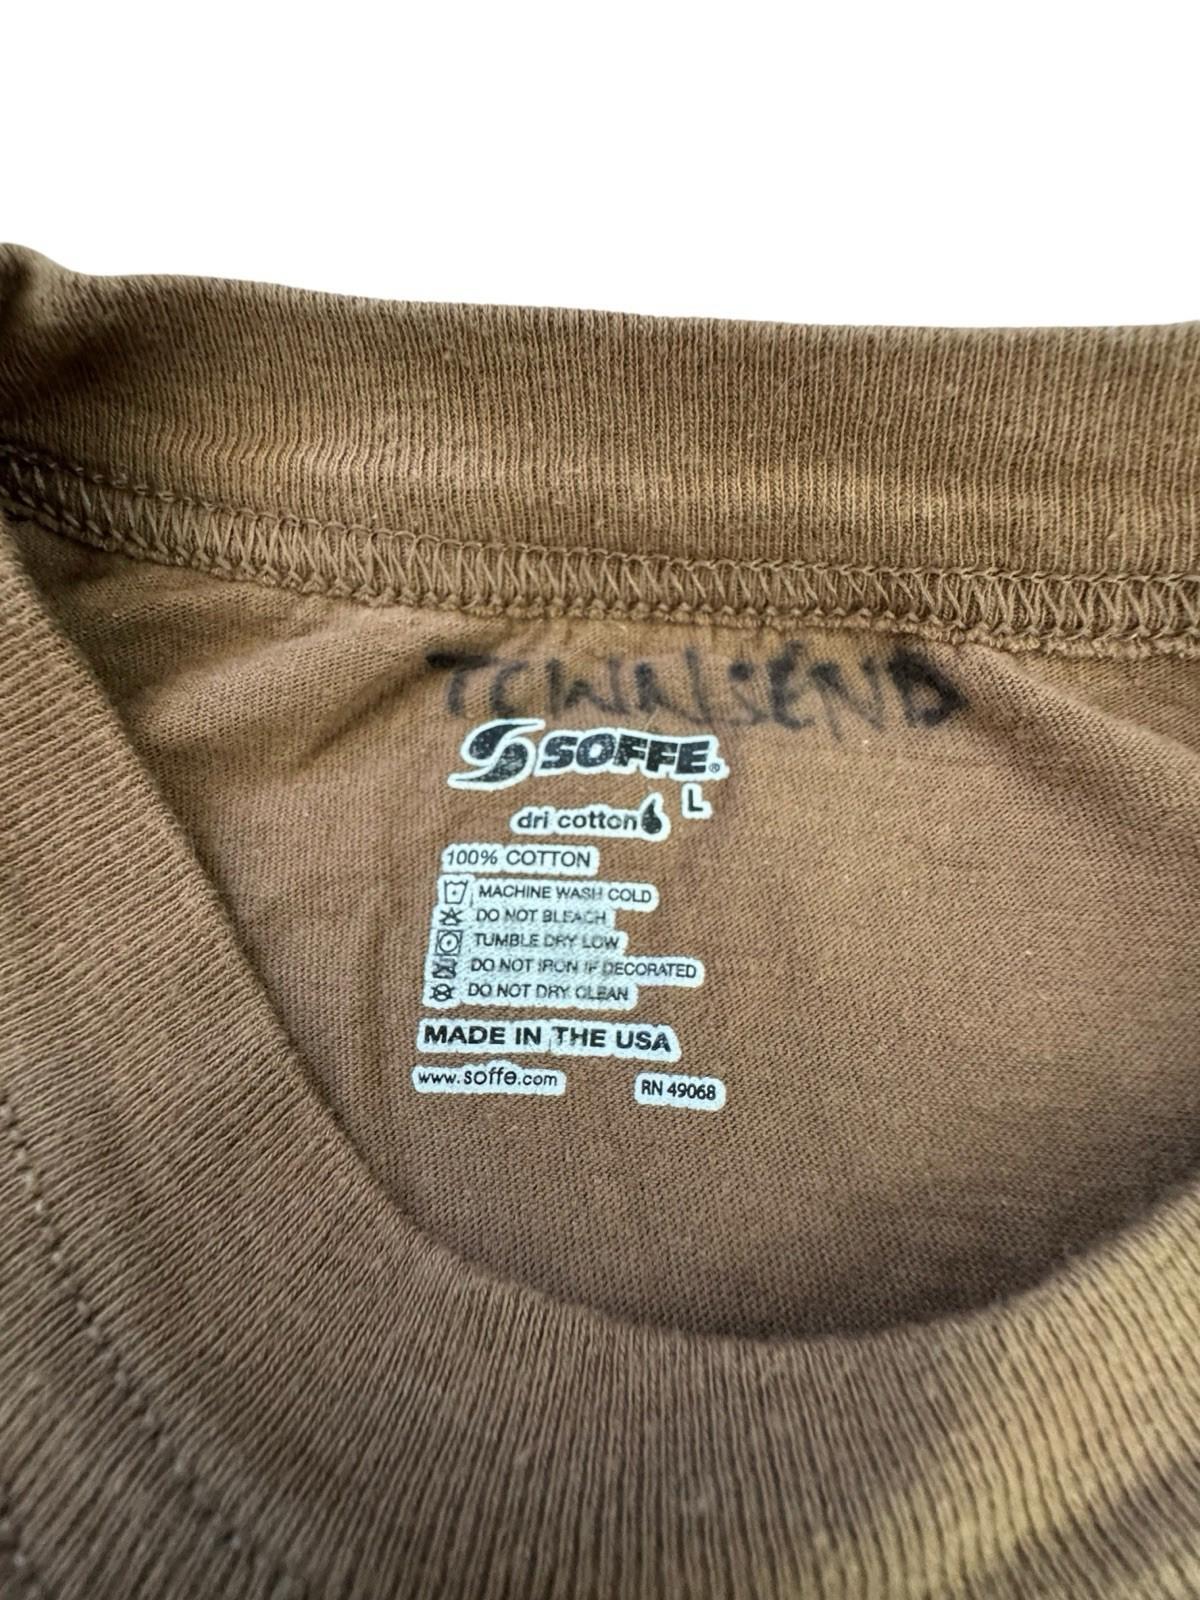 TOWNSEND
SOFFE®
L
dri cotton
100% COTTON
MACHINE WASH COLD
DO NOT BLEACH
TUMBLE DRY LOW
DO NOT IRON IF DECORATED
DO NOT DRY CLEAN
MADE IN THE USA
www.soffe.com RN 49068